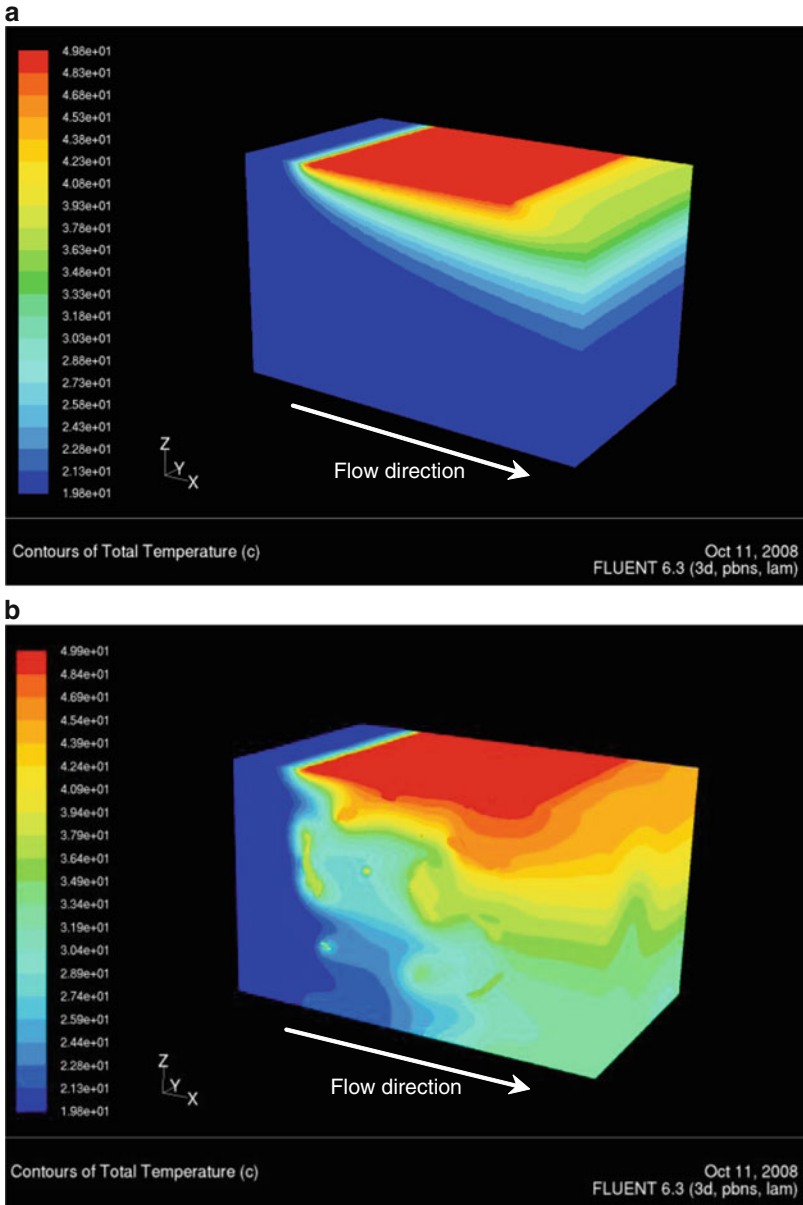 a
4.98e+01
4.83e+01
4.68e+01
4.53e+01
4.38e+01
4.23e+01
4.08e+01
3.93e+01
3.78e+01
3.63e+01
3.48e+01
3.33e+01
3.18e+01
3.03e+01
2.88e+01
2.73e+01
2.58e+01
2.43e+01
2.28e+01
2.13e+01
1.98e+01
Z
Y
X
Flow direction
Contours of Total Temperature (c)
Oct 11, 2008
FLUENT 6.3 (3d, pbns, lam)
b
4.99e+01
4.84e+01
4.69e+01
4.54e+01
4.39e+01
4.24e+01
4.09e+01
3.94e+01
3.79e+01
3.64e+01
3.49e+01
3.34e+01
3.19e+01
3.04e+01
2.89e+01
2.74e+01
2.59e+01
2.44e+01
2.28e+01
2.13e+01
1.98e+01
Z
Y
X
Flow direction
Contours of Total Temperature (c)
Oct 11, 2008
FLUENT 6.3 (3d, pbns, lam)